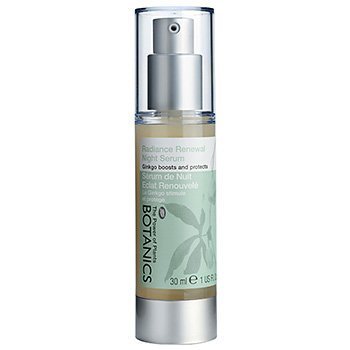 Radiance Renewal
Night Serum
Ginkgo boosts and protects
Sérum de Nuit
Eclat Renouvelé
Le Ginkgo stimule
et protège
The Power of Plants
BOTANICS
30 ml e 1 US Fl